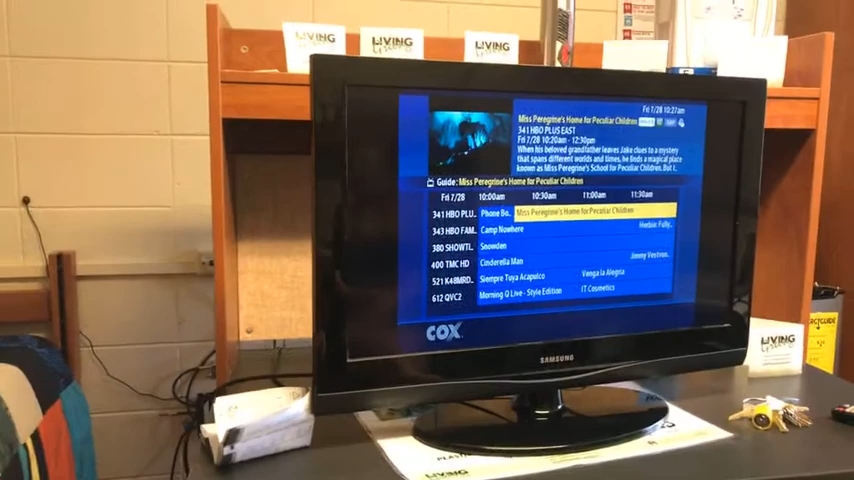 LIVING
LIVING
LIVING
Fri 7/28 10:27am
Miss Peregrine's Home for Peculiar Children
341 HBO PLUS EAST
Fri 7/28 10:20am - 12:30pm
When his beloved grandfather leaves Jake clues to a mystery
that spans different worlds and times, he finds a magical place
known as Miss Peregrine's School for Peculiar Children. But t..
Guide: Miss Peregrine's Home for Peculiar Children
Fri 7/28 10:00am 10:30am 11:00am 11:30am
341 HBO PLU.. Phone Bo.. Miss Peregrine's Home for Peculiar Children
343 HBO FAM.. Camp Nowhere
380 SHOWTI.. Snowden
400 TMC HD Cinderella Man Jimmy Vestvoo..
521 K48MRD.. Siempre Tuya Acapulco Venga la Alegria
612 QVC2 Morning Q Live - Style Edition IT Cosmetics
COX
SAMSUNG
LIVING
LIVING